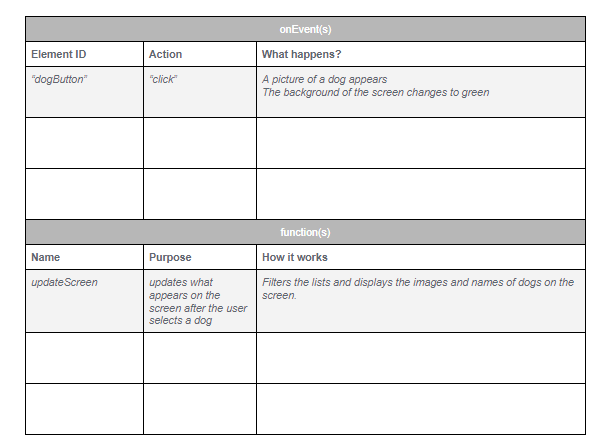 onEvent(s)
Element ID Action What happens?
"dogButton" "click" A picture of a dog appears
The background of the screen changes to green
function(s)
Name Purpose How it works
updateScreen updates what Filters the lists and displays the images and names of dogs on the
appears on the screen.
screen after the user
selects a dog